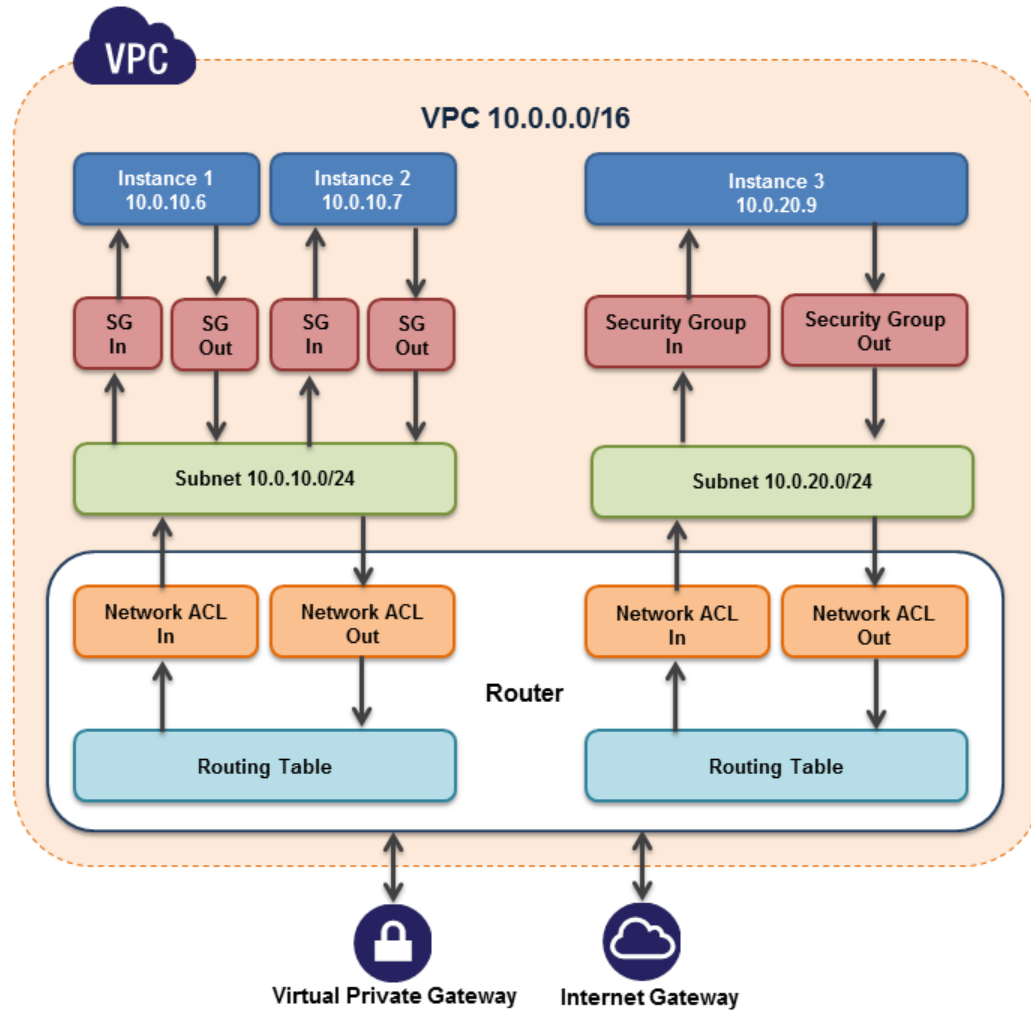 VPC
VPC 10.0.0.0/16
Instance 1
10.0.10.6
Instance 2
10.0.10.7
Instance 3
10.0.20.9
SG
In
SG
Out
SG
In
SG
Out
Security Group
In
Security Group
Out
Subnet 10.0.10.0/24
Subnet 10.0.20.0/24
Network ACL
In
Network ACL
Out
Network ACL
In
Network ACL
Out
Router
Routing Table
Routing Table
Virtual Private Gateway
Internet Gateway